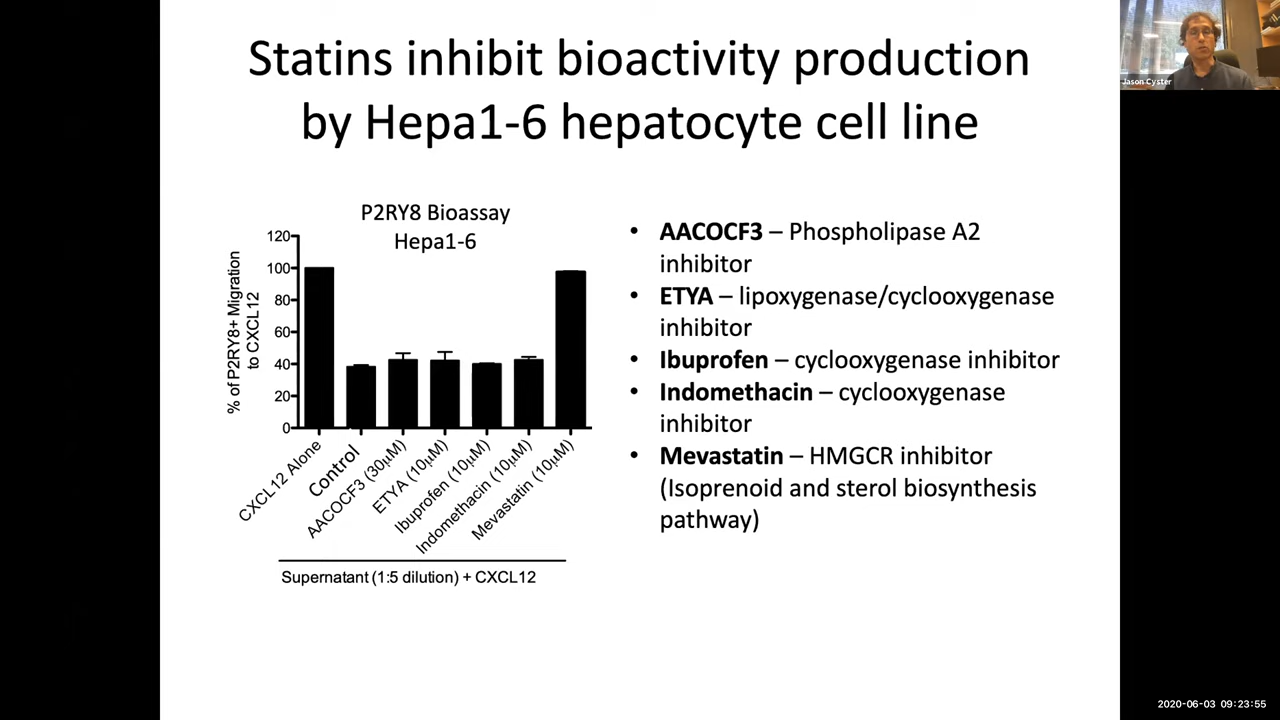 Statins inhibit bioactivity production
by Hepa1-6 hepatocyte cell line
Jason Cyster
P2RY8 Bioassay
Hepa1-6
% of P2RY8+ Migration
to CXCL12
120
100
80
60
40
20
0
CXCL12 Alone
Control
AACOCF3 (30μM)
ETYA (10μM)
Ibuprofen (10μM)
Indomethacin (10μM)
Mevastatin (10μM)
Supernatant (1:5 dilution) + CXCL12
• AACOCF3 – Phospholipase A2
inhibitor
• ETYA – lipoxygenase/cyclooxygenase
inhibitor
• Ibuprofen – cyclooxygenase inhibitor
• Indomethacin – cyclooxygenase
inhibitor
• Mevastatin – HMGCR inhibitor
(Isoprenoid and sterol biosynthesis
pathway)
2020-06-03 09:23:55